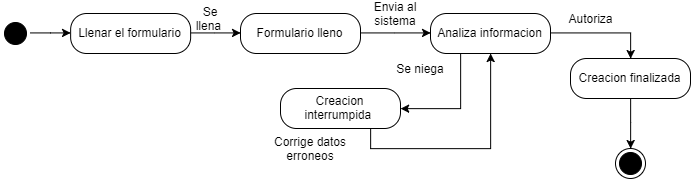 Llenar el formulario
Se
llena
Formulario lleno
Envia al
sistema
Analiza informacion
Autoriza
Creacion finalizada
Se niega
Creacion
interrumpida
Corrige datos
erroneos